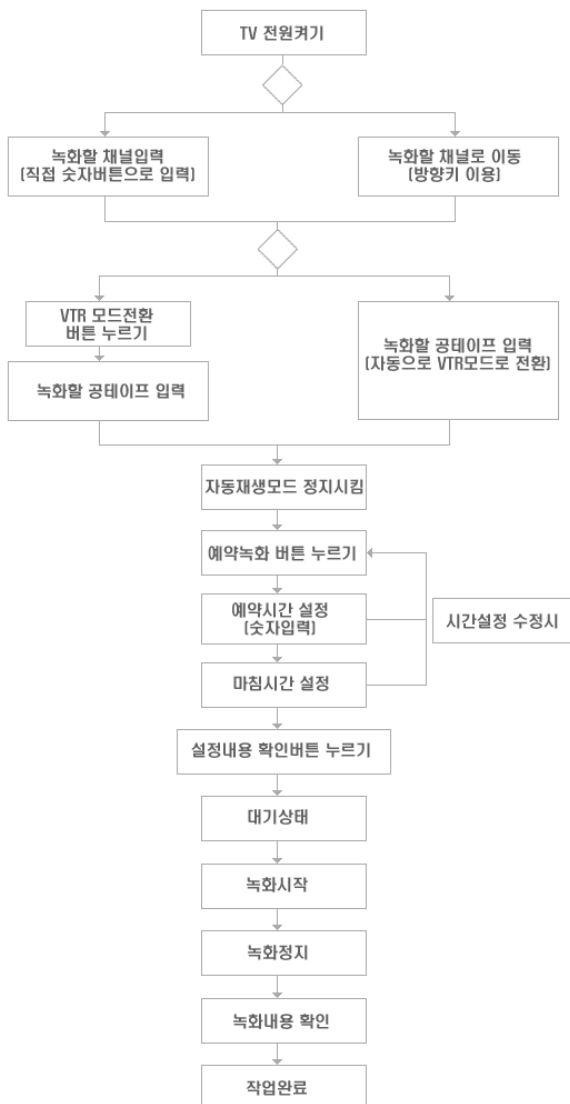 TV 전원켜기
녹화할 채널입력
(직접 숫자버튼으로 입력)
녹화할 채널로 이동
(방향키 이용)
VTR 모드전환
버튼 누르기
녹화할 공테이프 입력
녹화할 공테이프 입력
(자동으로 VTR모드로 전환)
자동재생모드 정지시킴
예약녹화 버튼 누르기
예약시간 설정
(숫자입력)
시간설정 수정시
마침시간 설정
설정내용 확인버튼 누르기
대기상태
녹화시작
녹화정지
녹화내용 확인
작업완료